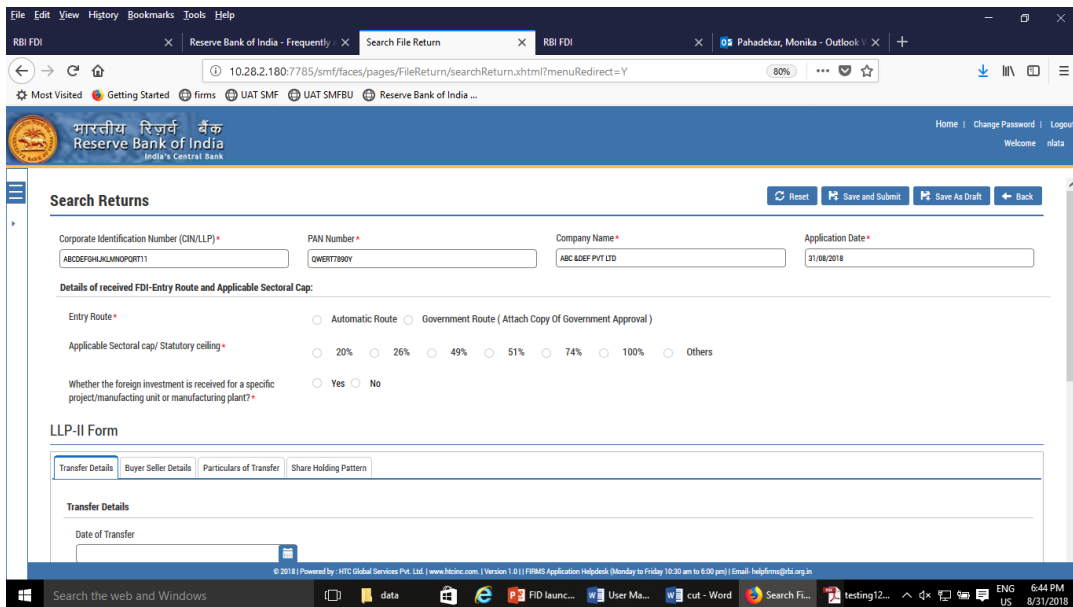 File Edit View History Bookmarks Tools Help
RBI FDI
Reserve Bank of India - Frequently
Search File Return
RBI FDI
Pahadekar, Monika - Outlook
10.28.2.180:7785/smf/faces/pages/FileReturn/searchReturn.xhtml?menuRedirect=Y
80%
Most Visited Getting Started firms UAT SMF UAT SMFBU Reserve Bank of India ...
भारतीय रिज़र्व बैंक
Reserve Bank of India
India's Central Bank
Home | Change Password | Logout
Welcome nlata
Search Returns
Reset Save and Submit Save As Draft Back
Corporate Identification Number (CIN/LLP) * PAN Number * Company Name * Application Date *
ABCDEFGHIJKLMNOPQRT11 QWERT7890Y ABC &DEF PVT LTD 31/08/2018
Details of received FDI-Entry Route and Applicable Sectoral Cap:
Entry Route * Automatic Route Government Route ( Attach Copy Of Government Approval )
Applicable Sectoral cap/ Statutory ceiling * 20% 26% 49% 51% 74% 100% Others
Whether the foreign investment is received for a specific Yes No
project/manufacting unit or manufacturing plant? *
LLP-II Form
Transfer Details Buyer Seller Details Particulars of Transfer Share Holding Pattern
Transfer Details
Date of Transfer
© 2018 | Powered by : HTC Global Services Pvt. Ltd. | www.htcinc.com. | Version 1.0 | | FIRMS Application Helpdesk (Monday to Friday 10:30 am to 6:00 pm) | Email- helpfirms@rbi.org.in
Search the web and Windows
data
FID launc...
User Ma...
cut - Word
Search Fi...
testing12...
ENG 6:44 PM
US 8/31/2018